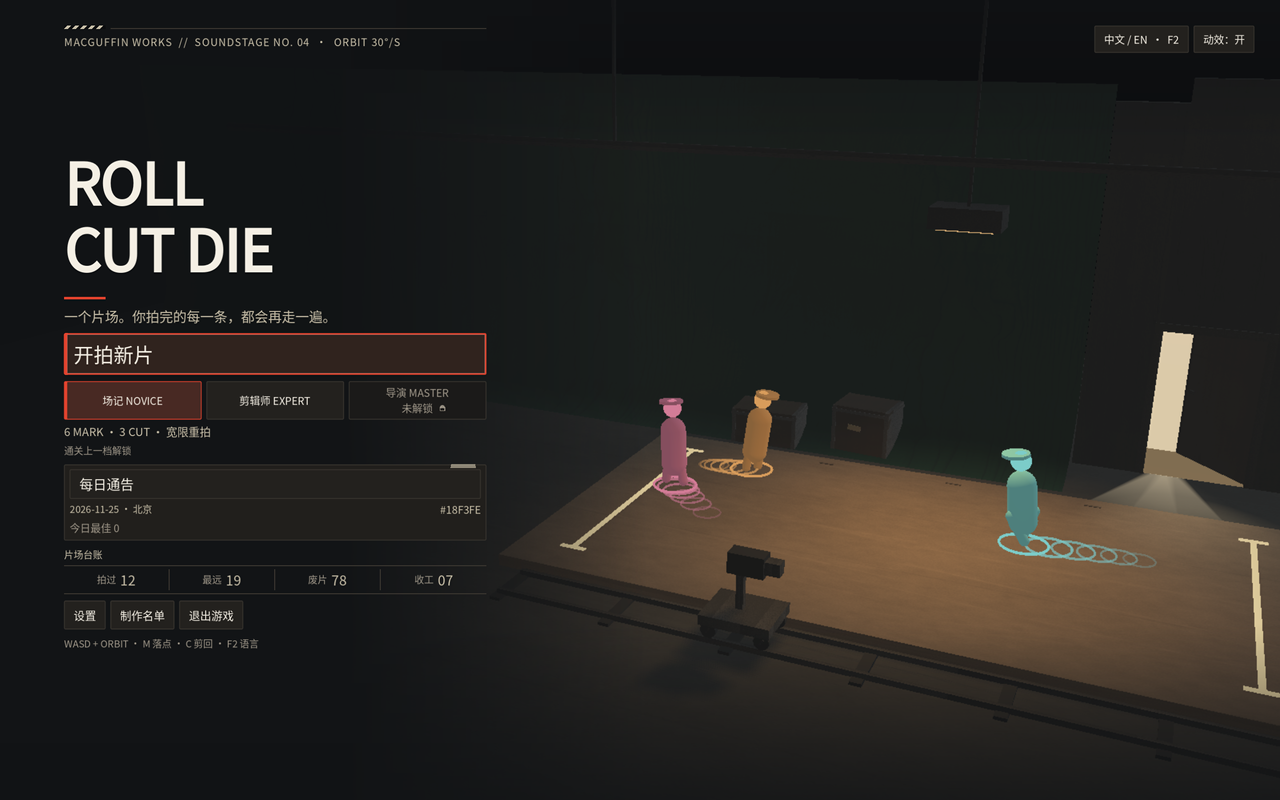 MACGUFFIN WORKS // SOUNDSTAGE NO. 04 · ORBIT 30°/S
中文 / EN · F2
动效：开
ROLL
CUT DIE
一个片场。你拍完的每一条，都会再走一遍。
开拍新片
场记 NOVICE
剪辑师 EXPERT
导演 MASTER
未解锁
6 MARK · 3 CUT · 宽限重拍
通关上一档解锁
每日通告
2026-11-25 · 北京
#18F3FE
今日最佳 0
片场台账
拍过 12
最远 19
废片 78
收工 07
设置
制作名单
退出游戏
WASD + ORBIT · M 落点 · C 剪回 · F2 语言